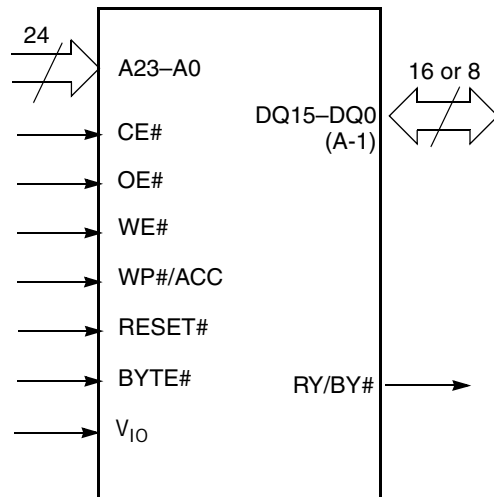 24
A23–A0
16 or 8
DQ15–DQ0
(A-1)
CE#
OE#
WE#
WP#/ACC
RESET#
BYTE#
RY/BY#
VIO